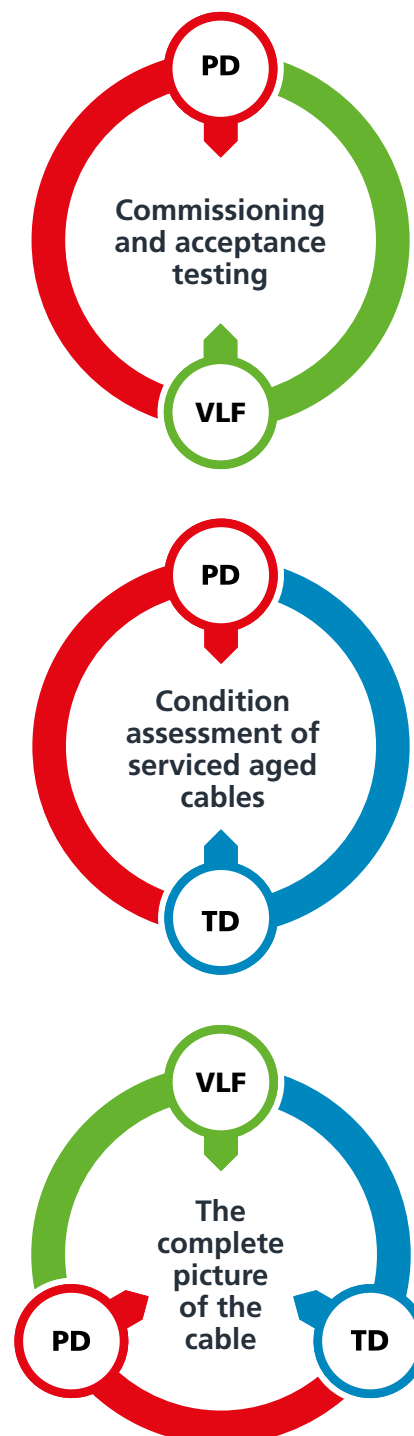 PD
Commissioning
and acceptance
testing
VLF
PD
Condition
assessment of
serviced aged
cables
TD
VLF
The
complete
picture
of the
cable
PD
TD